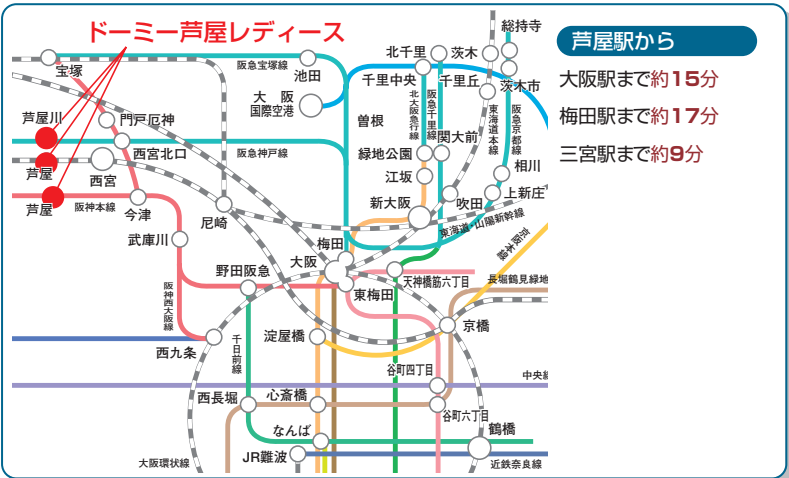 ドーミー芦屋レディース
芦屋駅から
大阪駅まで約15分
梅田駅まで約17分
三宮駅まで約9分
総持寺
北千里
茨木
宝塚
阪急宝塚線
池田
千里中央
千里丘
茨木市
大阪
国際空港
北大阪急行線
阪急千里線
東海道本線
阪急京都線
芦屋川
門戸厄神
曽根
関大前
西宮北口
阪急神戸線
緑地公園
芦屋
西宮
江坂
相川
芦屋
阪神本線
今津
新大阪
吹田
上新庄
尼崎
東海道・山陽新幹線
武庫川
梅田
京阪本線
大阪
野田阪急
天神橋筋六丁目
長堀鶴見緑地
東梅田
阪神西大阪線
京橋
西九条
千日前線
淀屋橋
谷町四丁目
中央線
西長堀
心斎橋
谷町六丁目
なんば
鶴橋
大阪環状線
JR難波
近鉄奈良線